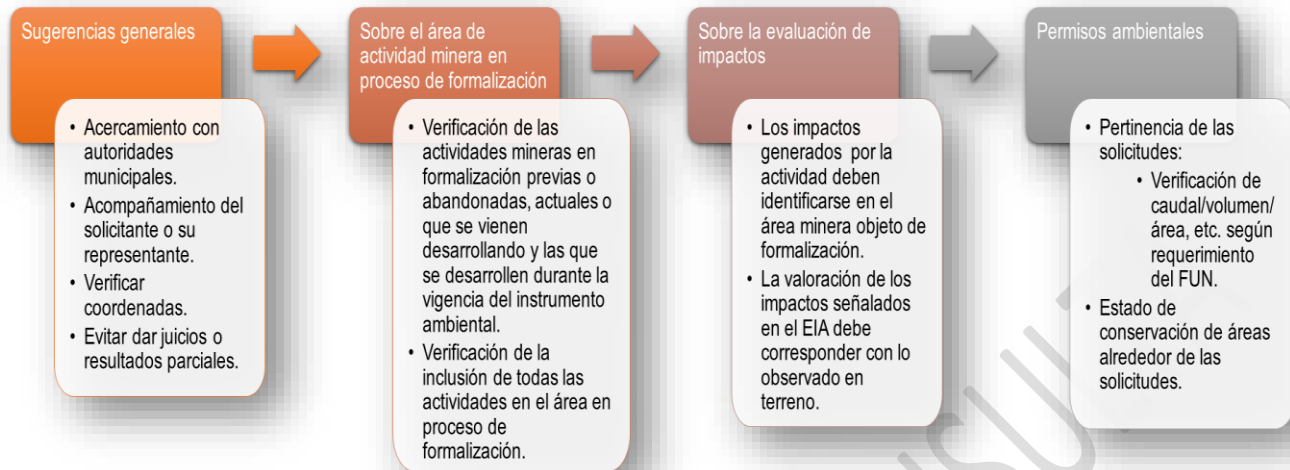 Sugerencias generales
• Acercamiento con
autoridades
municipales.
• Acompañamiento del
solicitante o su
representante.
• Verificar
coordenadas.
• Evitar dar juicios o
resultados parciales.
Sobre el área de
actividad minera en
proceso de formalización
• Verificación de las
actividades mineras en
formalización previas o
abandonadas, actuales o
que se vienen
desarrollando y las que
se desarrollen durante la
vigencia del instrumento
ambiental.
• Verificación de la
inclusión de todas las
actividades en el área en
proceso de
formalización.
Sobre la evaluación de
impactos
• Los impactos
generados por la
actividad deben
identificarse en el
área minera objeto de
formalización.
• La valoración de los
impactos señalados
en el EIA debe
corresponder con lo
observado en
terreno.
Permisos ambientales
• Pertinencia de las
solicitudes:
• Verificación de
caudal/volumen/
área, etc. según
requerimiento
del FUN.
• Estado de
conservación de áreas
alrededor de las
solicitudes.